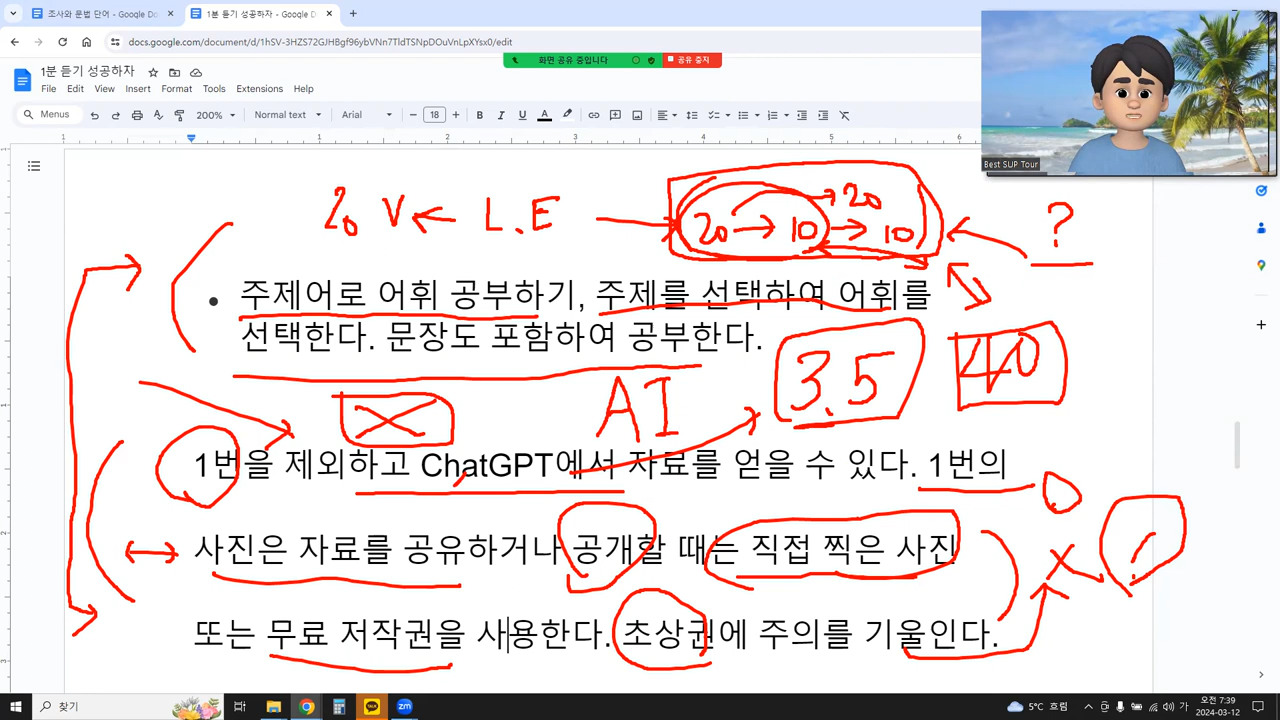 조사와 문법 단어 - Google Do
1분 듣기 성공하자 - Google D
docs.google.com/document/d/1hSV-3HZS72GJHBgf96ybVNn7TldTSNpDOuVnLpXYsx0/edit
화면 공유 중입니다
공유 중지
1분 듣기 성공하자
File Edit View Insert Format Tools Extensions Help
Menus 200% Normal text Arial 18 B I U A
1 1 2 3 4 5 6
Best SUP Tour
20 V ← L.E → 20 → 10 → 10 20 ?
• 주제어로 어휘 공부하기, 주제를 선택하여 어휘를
선택한다. 문장도 포함하여 공부한다.
AI 3.5 40
1번을 제외하고 ChatGPT에서 자료를 얻을 수 있다. 1번의
사진은 자료를 공유하거나 공개할 때는 직접 찍은 사진
또는 무료 저작권을 사용한다. 초상권에 주의를 기울인다.
찾기
5°C 흐림
가
오전 7:39
2024-03-12